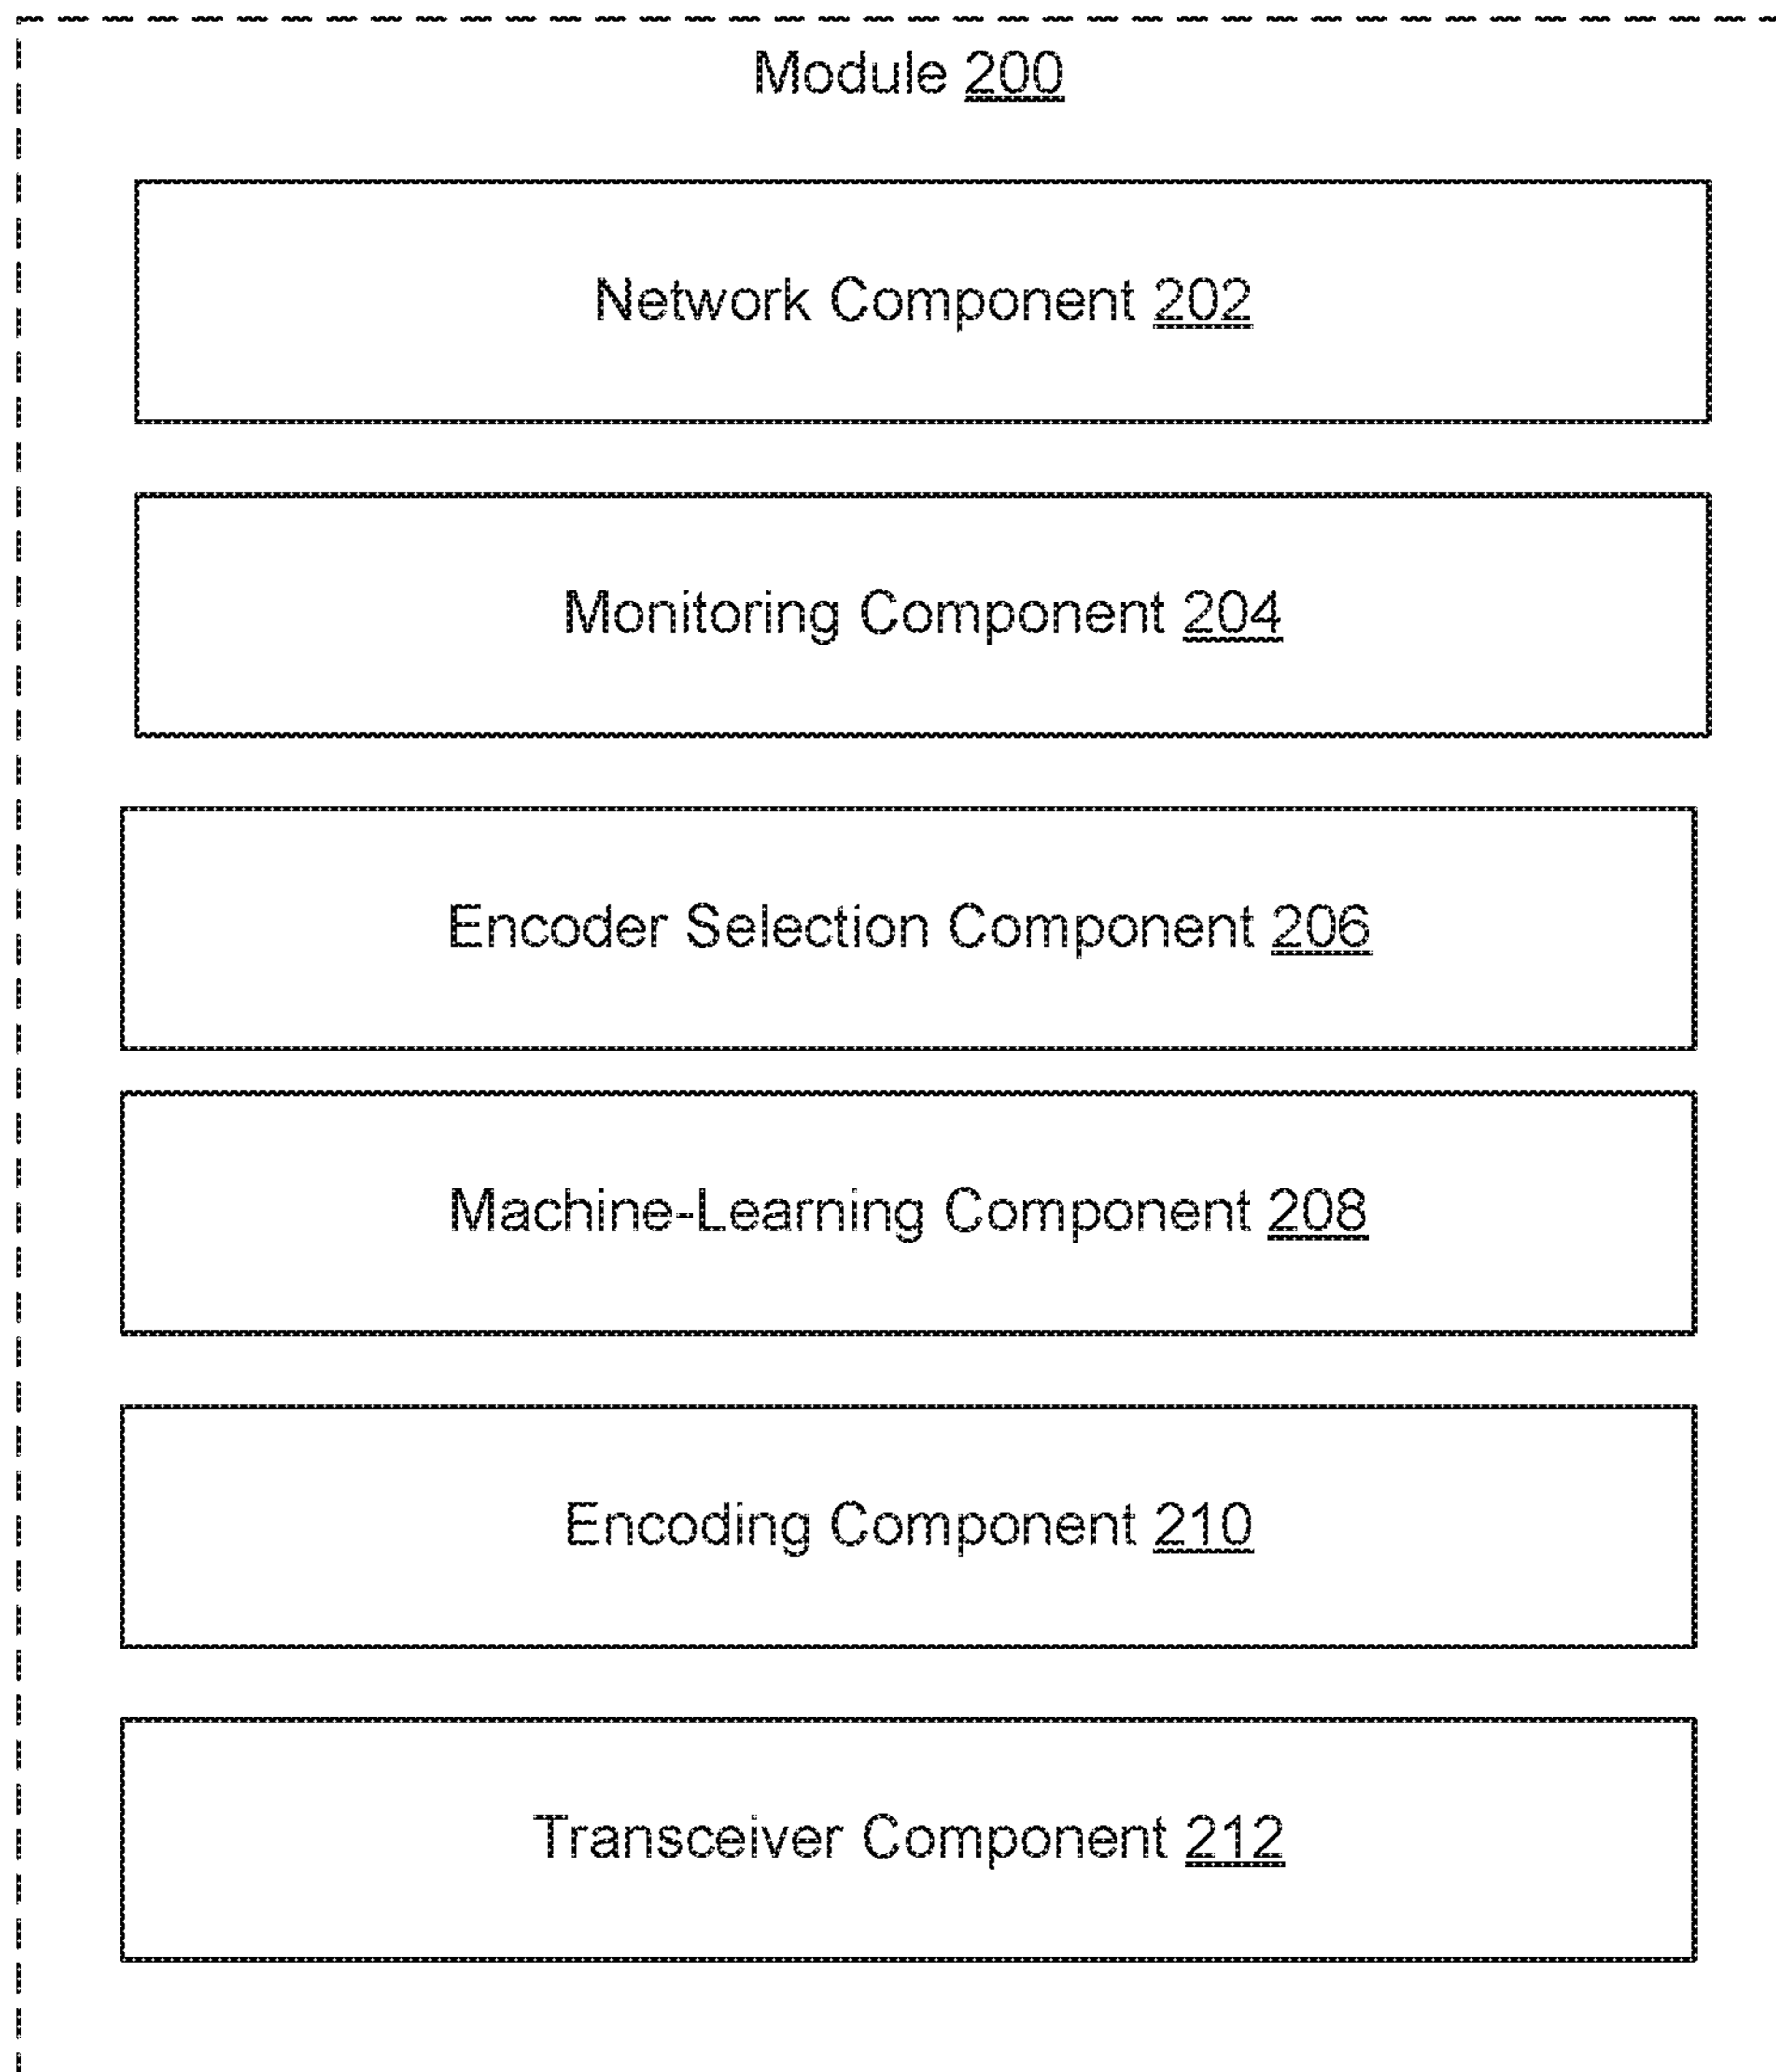 Module 200
Network Component 202
Monitoring Component 204
Encoder Selection Component 206
Machine-Learning Component 208
Encoding Component 210
Transceiver Component 212